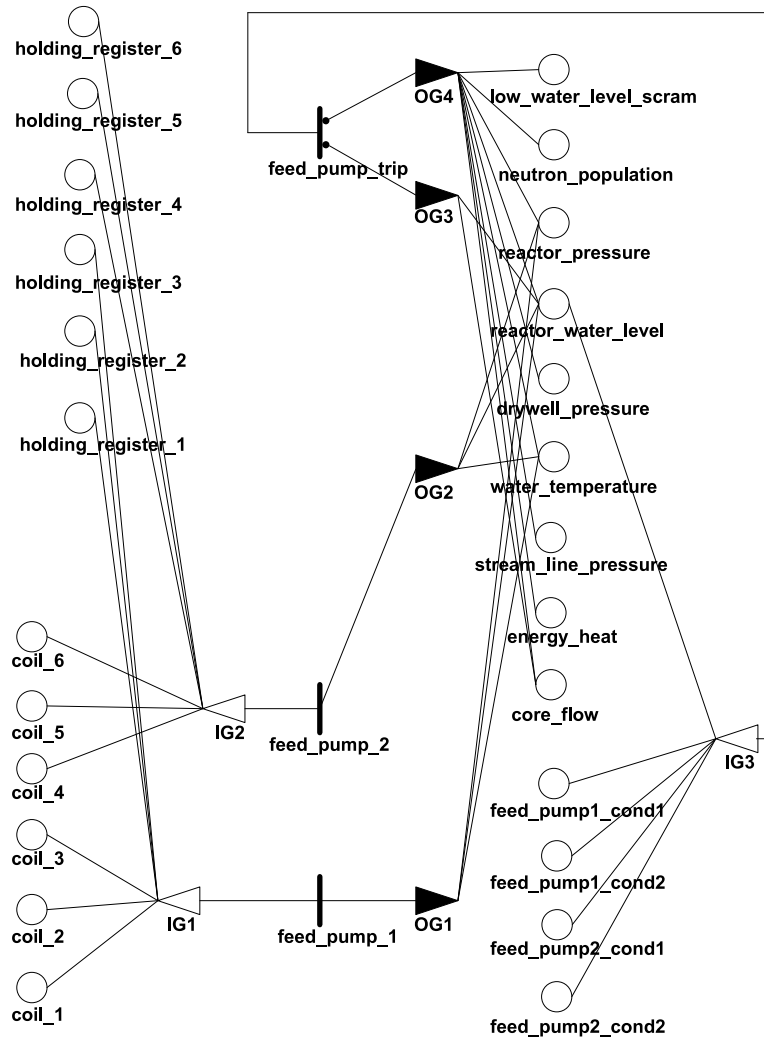 holding_register_6
holding_register_5
holding_register_4
holding_register_3
holding_register_2
holding_register_1
coil_6
coil_5
coil_4
coil_3
coil_2
coil_1
IG2
IG1
feed_pump_trip
feed_pump_2
feed_pump_1
OG4
OG3
OG2
OG1
low_water_level_scram
neutron_population
reactor_pressure
reactor_water_level
drywell_pressure
water_temperature
stream_line_pressure
energy_heat
core_flow
feed_pump1_cond1
feed_pump1_cond2
feed_pump2_cond1
feed_pump2_cond2
IG3